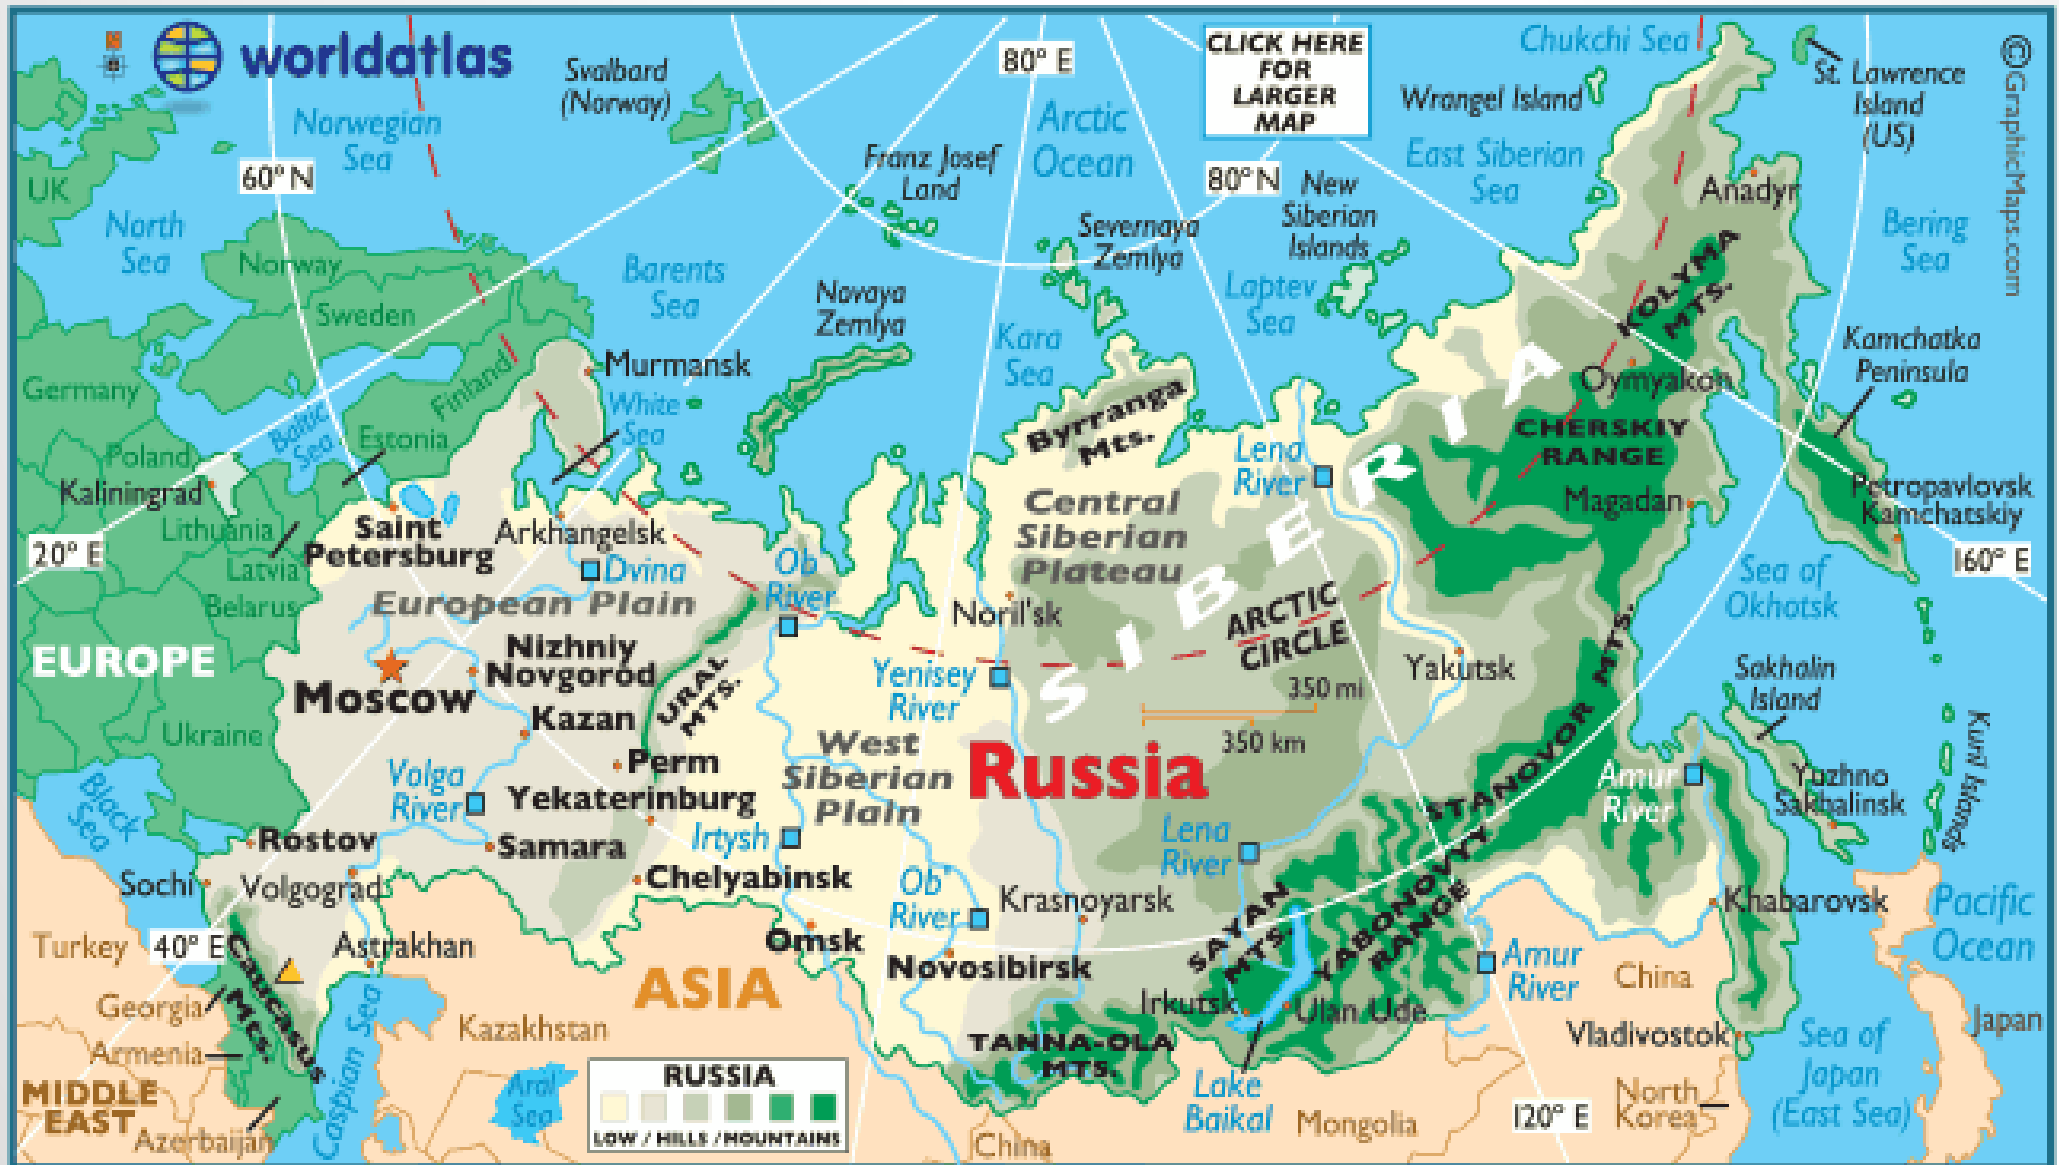 worldatlas
Svalbard
(Norway)
80° E
CLICK HERE
FOR
LARGER
MAP
Chukchi Sea
St. Lawrence
Island
(US)
©GraphicMaps.com
Norwegian
Sea
60° N
UK
North
Sea
Arctic
Ocean
Franz Josef
Land
80° N
New
Siberian
Islands
Wrangel Island
East Siberian
Sea
Anadyr
Bering
Sea
Norway
Sweden
Finland
Barents
Sea
Novaya
Zemlya
Severnaya
Zemlya
Laptev
Sea
Kara
Sea
KOLYMA
MTS.
Kamchatka
Peninsula
Germany
Poland
Kaliningrad
Baltic
Sea
Estonia
Lithuania
Latvia
Belarus
20° E
Murmansk
White
Sea
Byrranga
Mts.
Lena
River
Oymyakon
CHERSKIY
RANGE
Magadan
Petropavlovsk
Kamchatskiy
160° E
Saint
Petersburg
Arkhangelsk
Dvina
European Plain
Ob'
River
Central
Siberian
Plateau
SIBERIA
Sea of
Okhotsk
EUROPE
Ukraine
Moscow
Nizhniy
Novgorod
Kazan
URAL
MTS.
Perm
Noril'sk
Yenisey
River
ARCTIC
CIRCLE
350 mi
350 km
Yakutsk
Sakhalin
Island
Kuril Islands
Black
Sea
Volga
River
Yekaterinburg
West
Siberian
Plain
Russia
STANOVOY MTS.
Amur
River
Yuzhno
Sakhalinsk
Rostov
Samara
Irtysh
Lena
River
Sochi
Volgograd
Chelyabinsk
Ob'
River
Krasnoyarsk
SAYAN
MTS.
YABONOVYY
RANGE
Khabarovsk
Pacific
Ocean
Turkey
40° E
Caucasus
Mts.
Astrakhan
Omsk
Novosibirsk
ASIA
Irkutsk
Ulan Ude
Amur
River
China
Georgia
Armenia
MIDDLE
EAST
Azerbaijan
Caspian Sea
Kazakhstan
Aral
Sea
RUSSIA
LOW / HILLS / MOUNTAINS
TANNA-OLA
MTS.
China
Lake
Baikal
Mongolia
Vladivostok
120° E
North
Korea
Sea of
Japan
(East Sea)
Japan